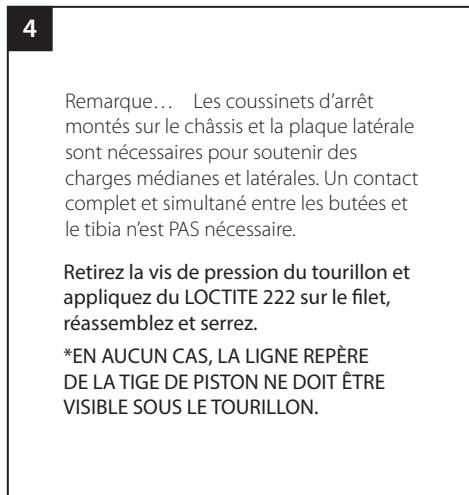 4
Remarque… Les coussinets d’arrêt
montés sur le châssis et la plaque latérale
sont nécessaires pour soutenir des
charges médianes et latérales. Un contact
complet et simultané entre les butées et
le tibia n’est PAS nécessaire.
Retirez la vis de pression du tourillon et
appliquez du LOCTITE 222 sur le filet,
réassemblez et serrez.
*EN AUCUN CAS, LA LIGNE REPÈRE
DE LA TIGE DE PISTON NE DOIT ÊTRE
VISIBLE SOUS LE TOURILLON.